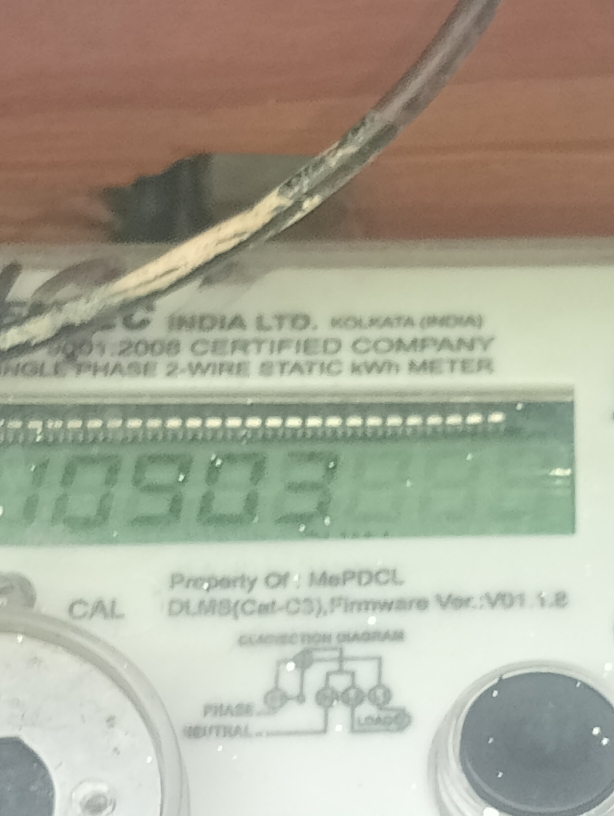 INDIA LTD. KOLKATA (INDIA)
9001:2008 CERTIFIED COMPANY
PHASE 2-WIRE STATIC kWh METER
10903
Property Of : MePDCL
CAL
DLMS(Cat-C3),Firmware Ver.:V01.1.8
CONNECTION DIAGRAM
PHASE
NEUTRAL
LOAD